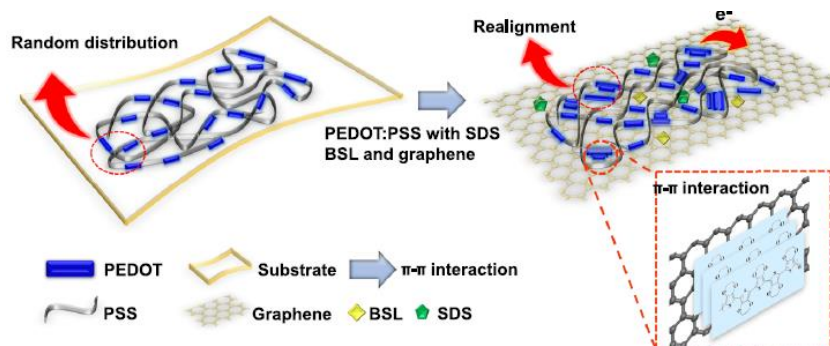 Random distribution
Realignment
e-
PEDOT:PSS with SDS
BSL and graphene
π-π interaction
PEDOT
Substrate
π-π interaction
PSS
Graphene
BSL
SDS